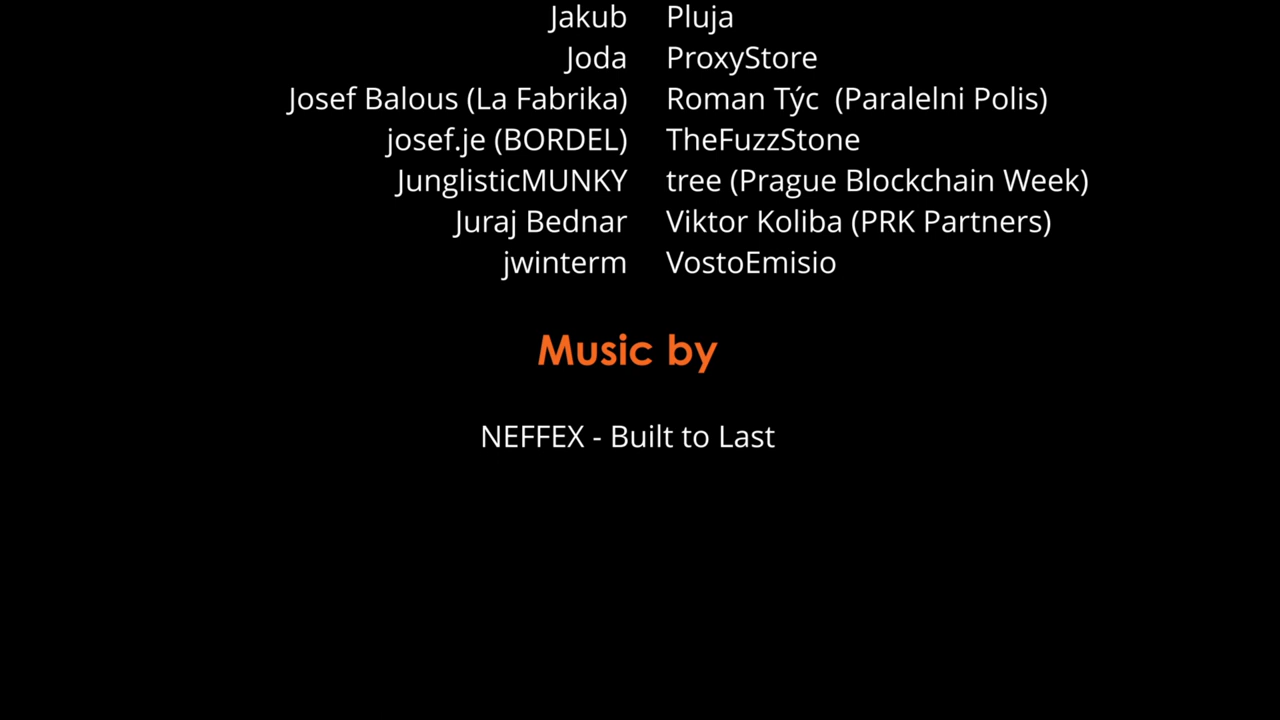 Jakub Pluja
Joda ProxyStore
Josef Balous (La Fabrika) Roman Týc (Paralelni Polis)
josef.je (BORDEL) TheFuzzStone
JunglisticMUNKY tree (Prague Blockchain Week)
Juraj Bednar Viktor Koliba (PRK Partners)
jwinterm VostoEmisio
Music by
NEFFEX - Built to Last